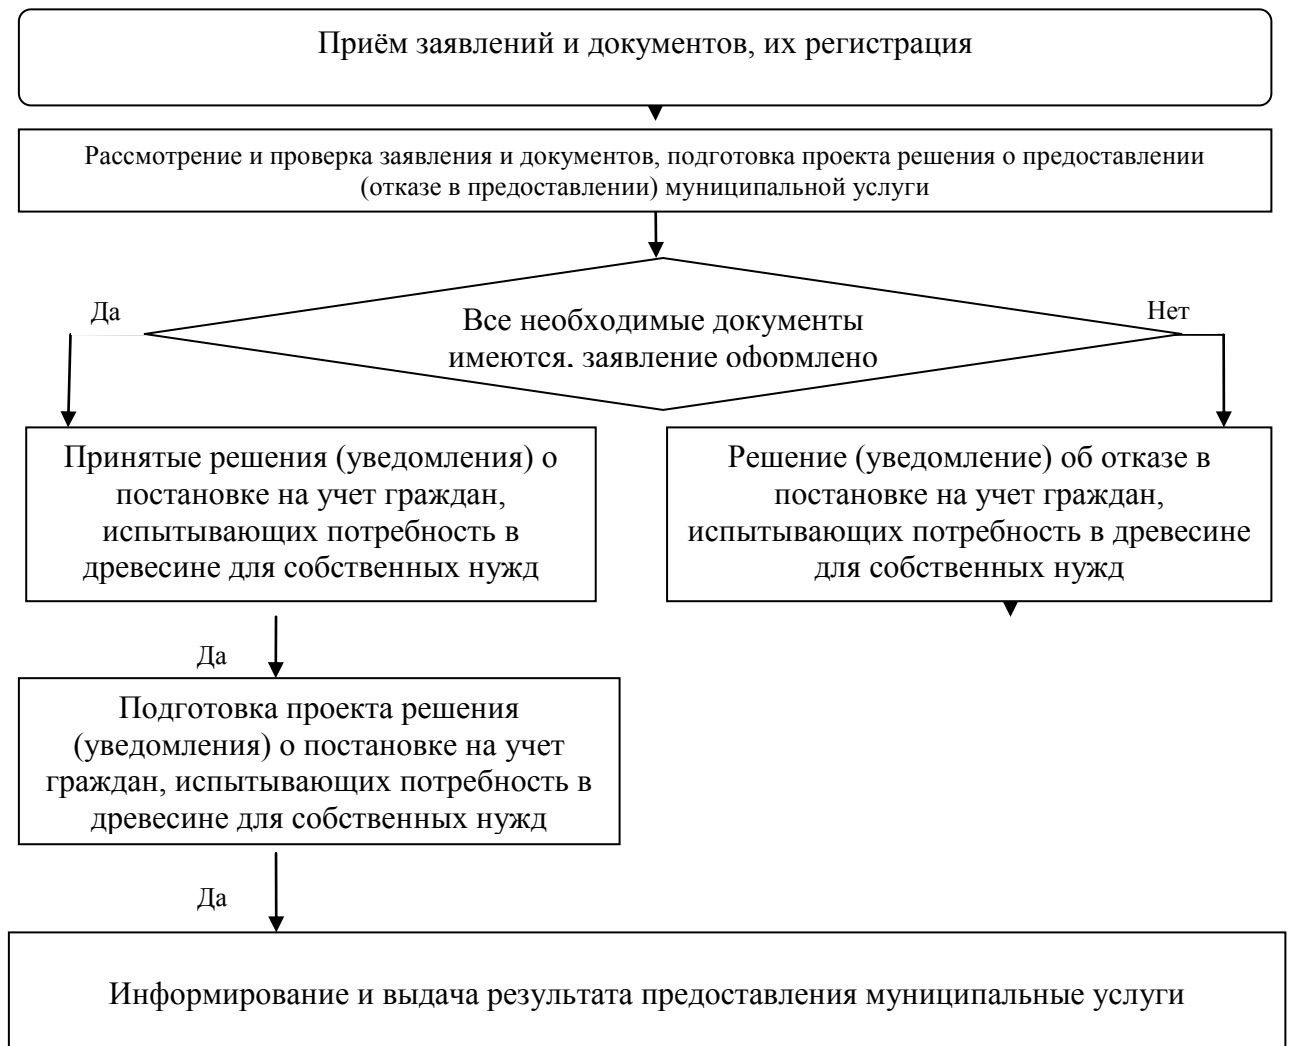 Приём заявлений и документов, их регистрация
Рассмотрение и проверка заявления и документов, подготовка проекта решения о предоставлении
(отказе в предоставлении) муниципальной услуги
Да
Нет
Все необходимые документы
имеются, заявление оформлено
Принятые решения (уведомления) о
постановке на учет граждан,
испытывающих потребность в
древесине для собственных нужд
Решение (уведомление) об отказе в
постановке на учет граждан,
испытывающих потребность в древесине
для собственных нужд
Да
Подготовка проекта решения
(уведомления) о постановке на учет
граждан, испытывающих потребность в
древесине для собственных нужд
Да
Информирование и выдача результата предоставления муниципальные услуги